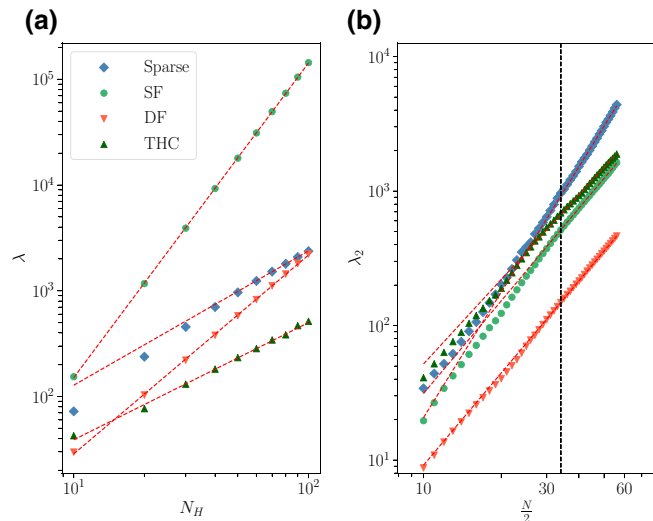 (a)
(b)
Sparse
SF
DF
THC
λ
10^5
10^4
10^3
10^2
10^1
10^2
N_H
λ_2
10^4
10^3
10^2
10^1
10
30
60
N/2